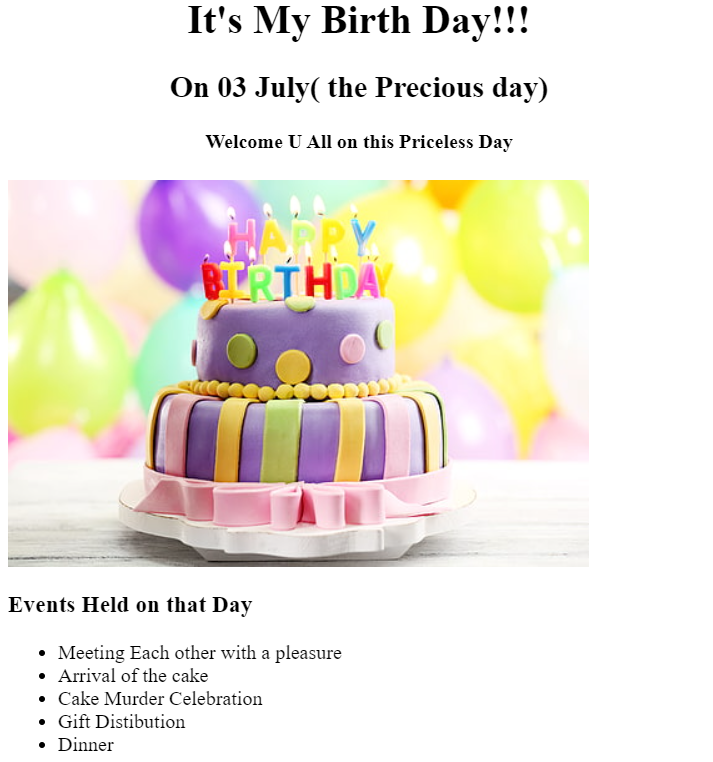 It's My Birth Day!!!
On 03 July( the Precious day)
Welcome U All on this Priceless Day
HAPPY
BIRTHDAY
Events Held on that Day
Meeting Each other with a pleasure
Arrival of the cake
Cake Murder Celebration
Gift Distibution
Dinner